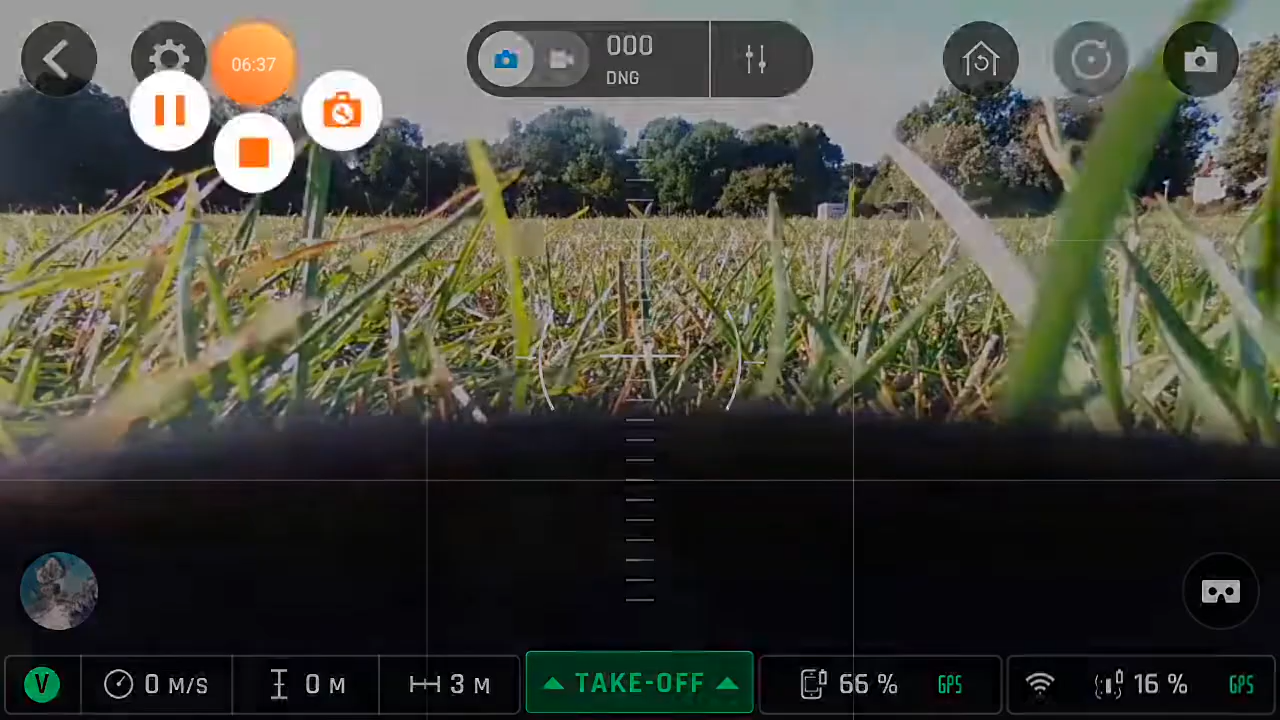 06:37
000
DNG
V
0 M/S
0 M
3 M
TAKE-OFF
66 %
GPS
16 %
GPS